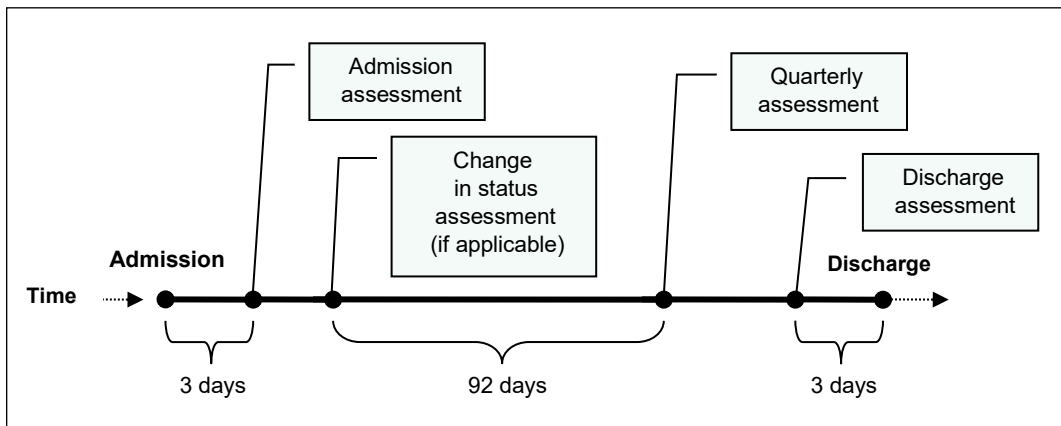 Admission
assessment
Quarterly
assessment
Change
in status
assessment
(if applicable)
Discharge
assessment
Admission
Discharge
Time
3 days
92 days
3 days